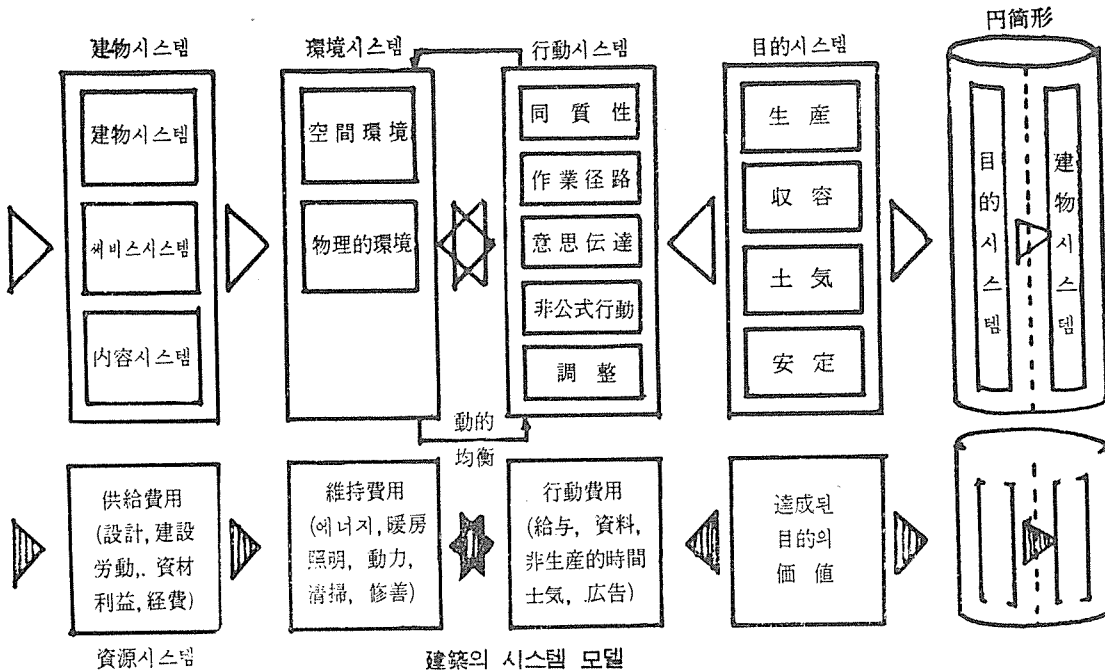 円筒形
建物시스템
環境시스템
行動시스템
目的시스템
建物시스템
써비스시스템
内容시스템
空間環境
物理的環境
同質性
作業径路
意思伝達
非公式行動
調整
生産
収容
士気
安定
目的시스템
建物시스템
動的
均衡
供給費用
(設計, 建設
労動, 資材
利益, 経費)
維持費用
(에너지, 暖房
照明, 動力,
清掃, 修善)
行動費用
(給与, 資料,
非生産的時間
士気, 広告)
達成된
目的의
価値
資源시스템
建築의 시스템 모델